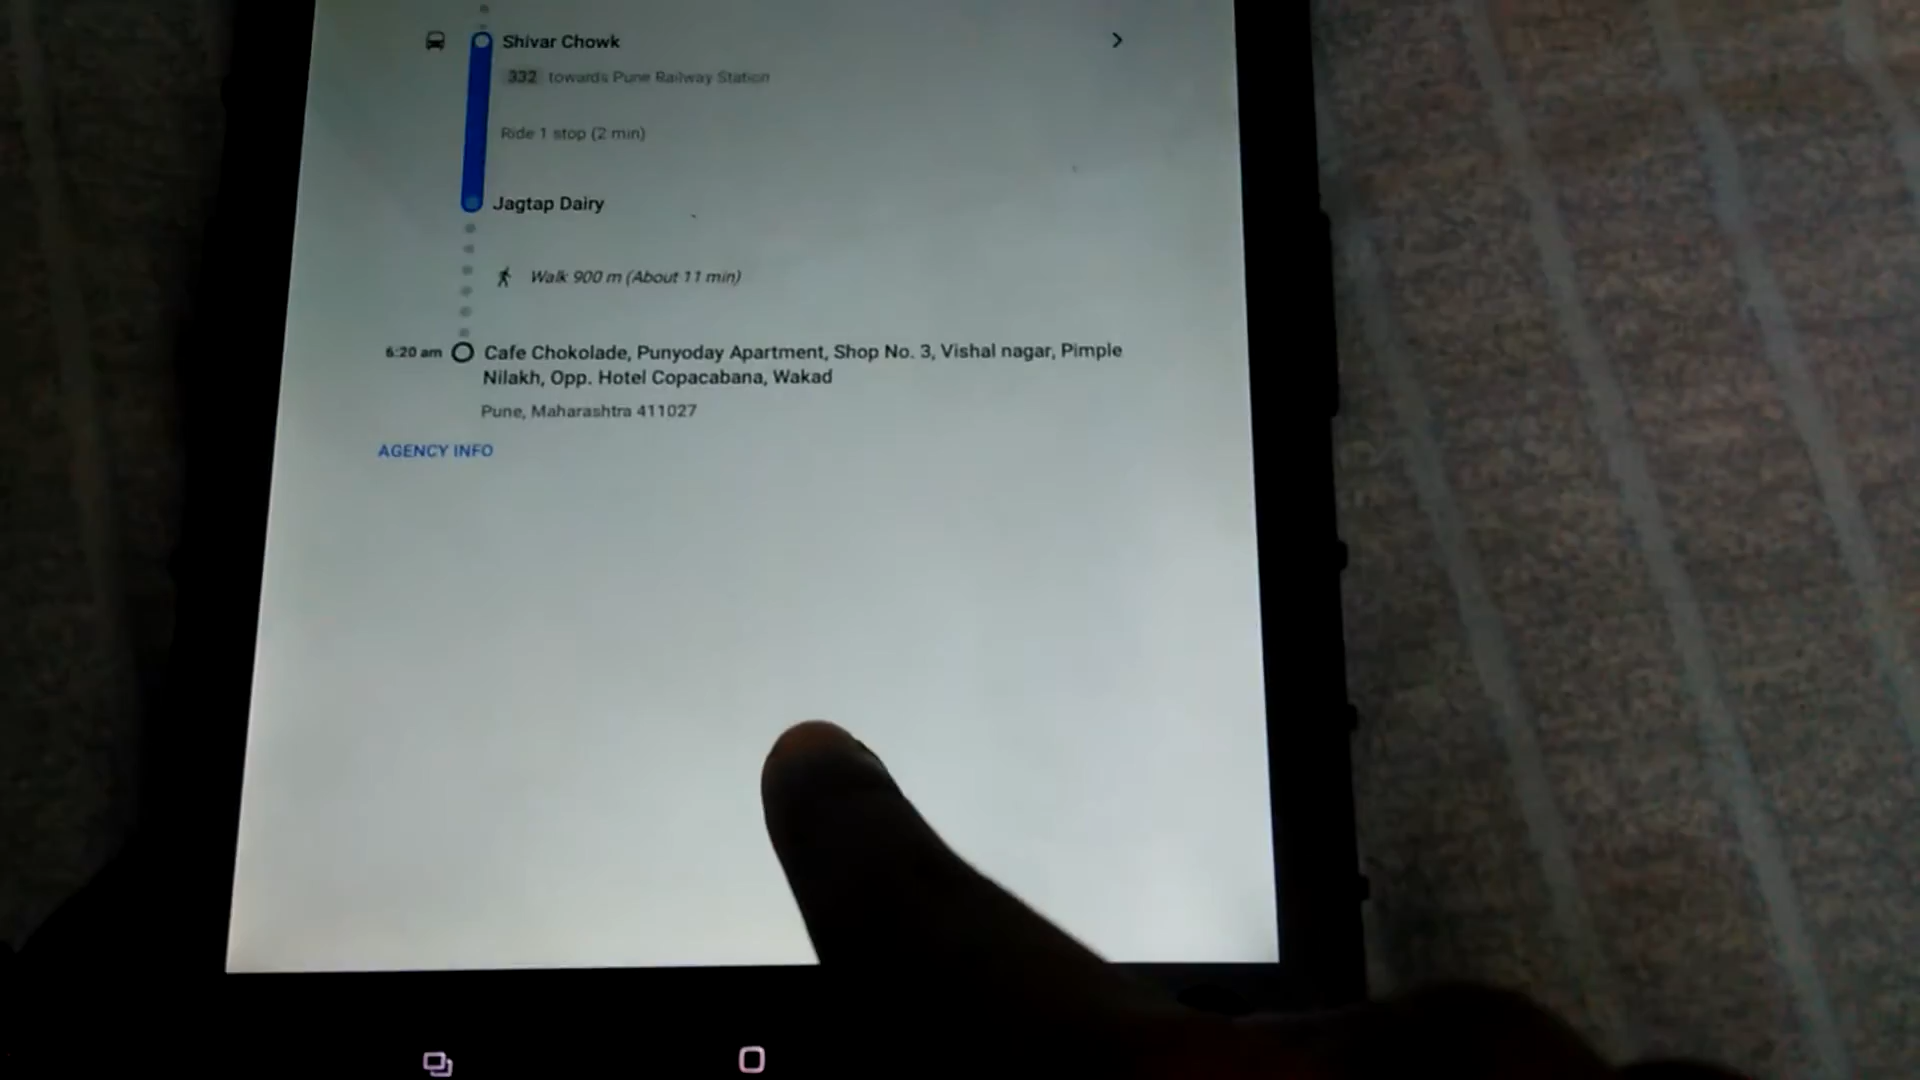 Shivar Chowk
332 towards Pune Railway Station
Ride 1 stop (2 min)
Jagtap Dairy
Walk 900 m (About 11 min)
6:20 am Cafe Chokolade, Punyoday Apartment, Shop No. 3, Vishal nagar, Pimple
Nilakh, Opp. Hotel Copacabana, Wakad
Pune, Maharashtra 411027
AGENCY INFO